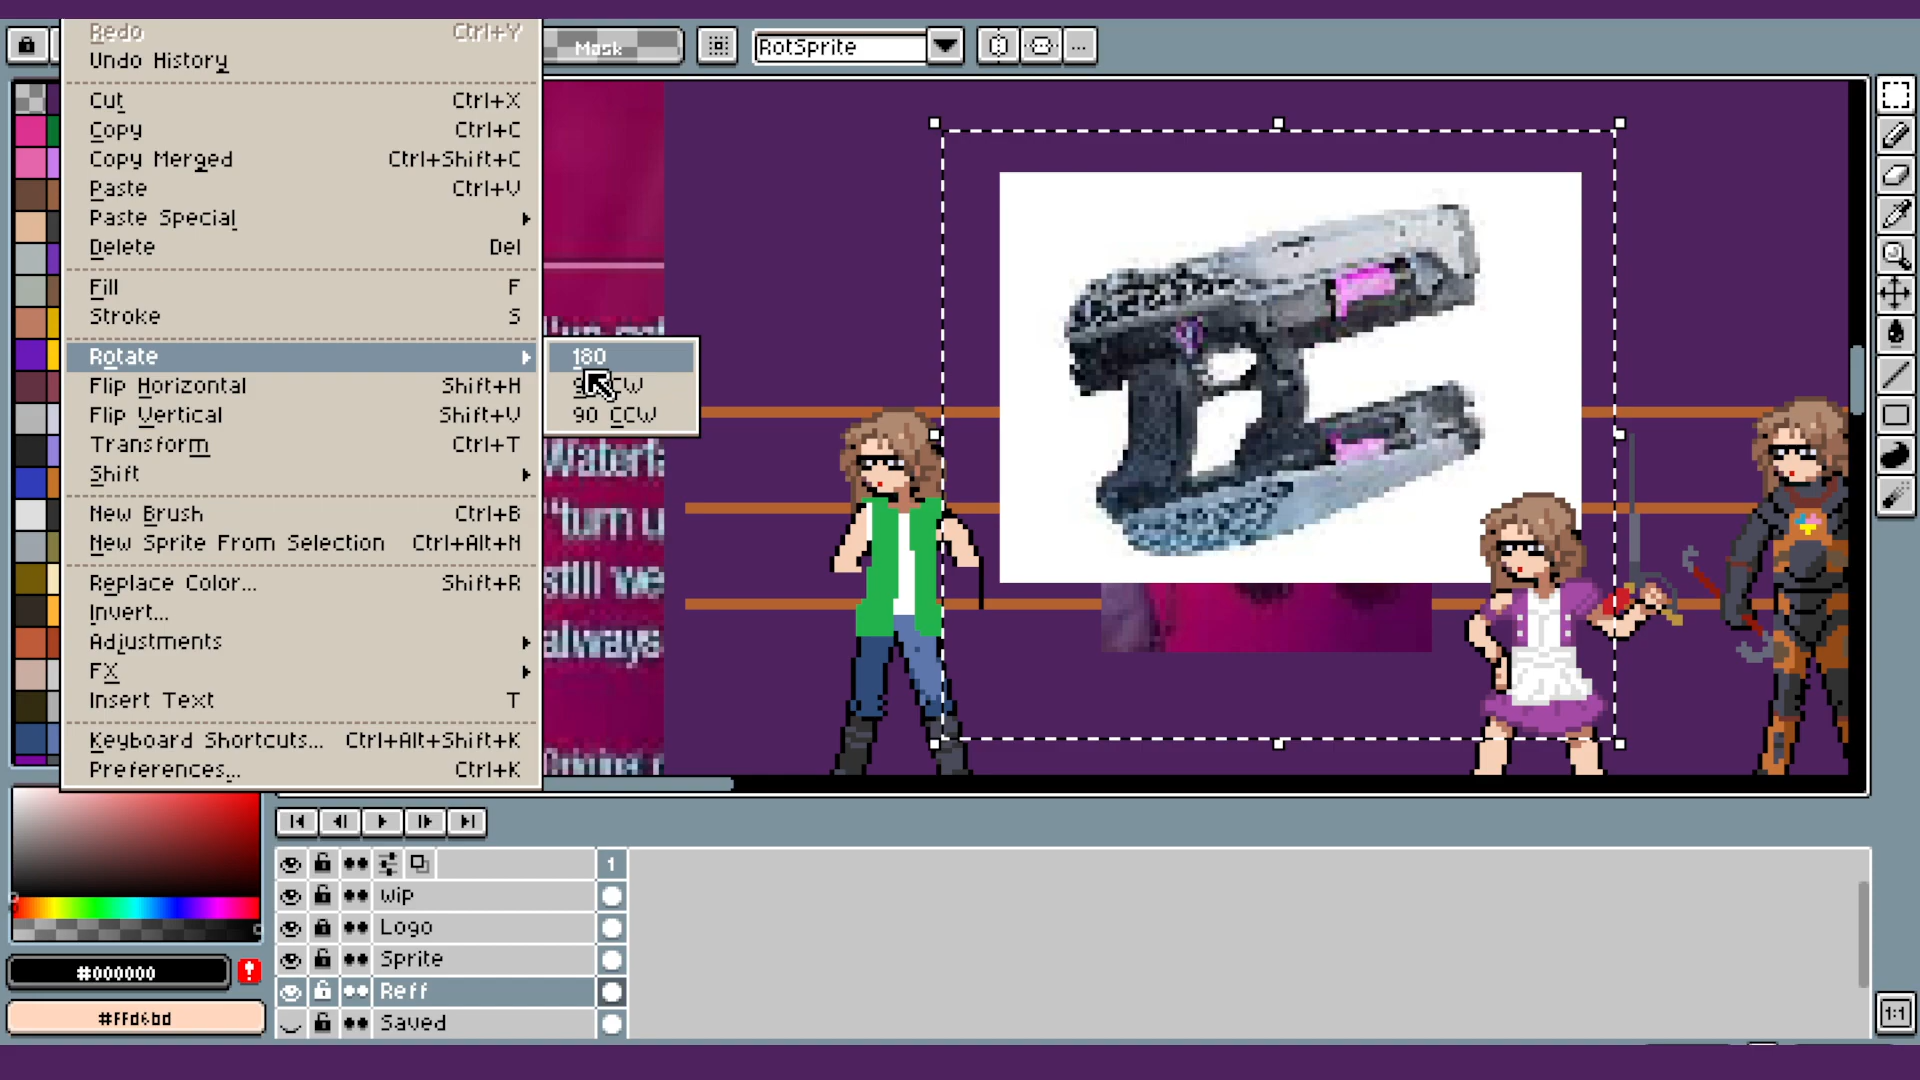 Redo Ctrl+Y
Undo History
Cut Ctrl+X
Copy Ctrl+C
Copy Merged Ctrl+Shift+C
Paste Ctrl+V
Paste Special
Delete Del
Fill F
Stroke S
Rotate
Flip Horizontal Shift+H
Flip Vertical Shift+V
Transform Ctrl+T
Shift
New Brush Ctrl+B
New Sprite From Selection Ctrl+Alt+N
Replace Color... Shift+R
Invert...
Adjustments
FX
Insert Text T
Keyboard Shortcuts... Ctrl+Alt+Shift+K
Preferences... Ctrl+K
180
CW
90 CCW
Mask
RotSprite
...
"turn u
still we
always
1
Wip
Logo
Sprite
Reff
Saved
#000000
!
#ffd6bd
1:1